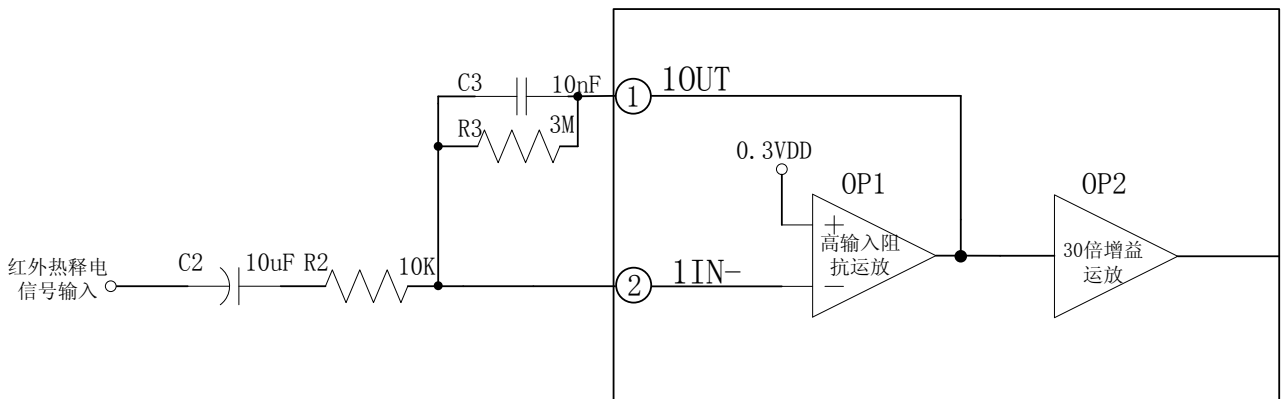 C3 10nF
① 1OUT
R3 3M
0.3VDD
OP1
OP2
+
高输入阻
抗运放
30倍增益
运放
红外热释电
信号输入
C2 10uF R2 10K
② 1IN-
−